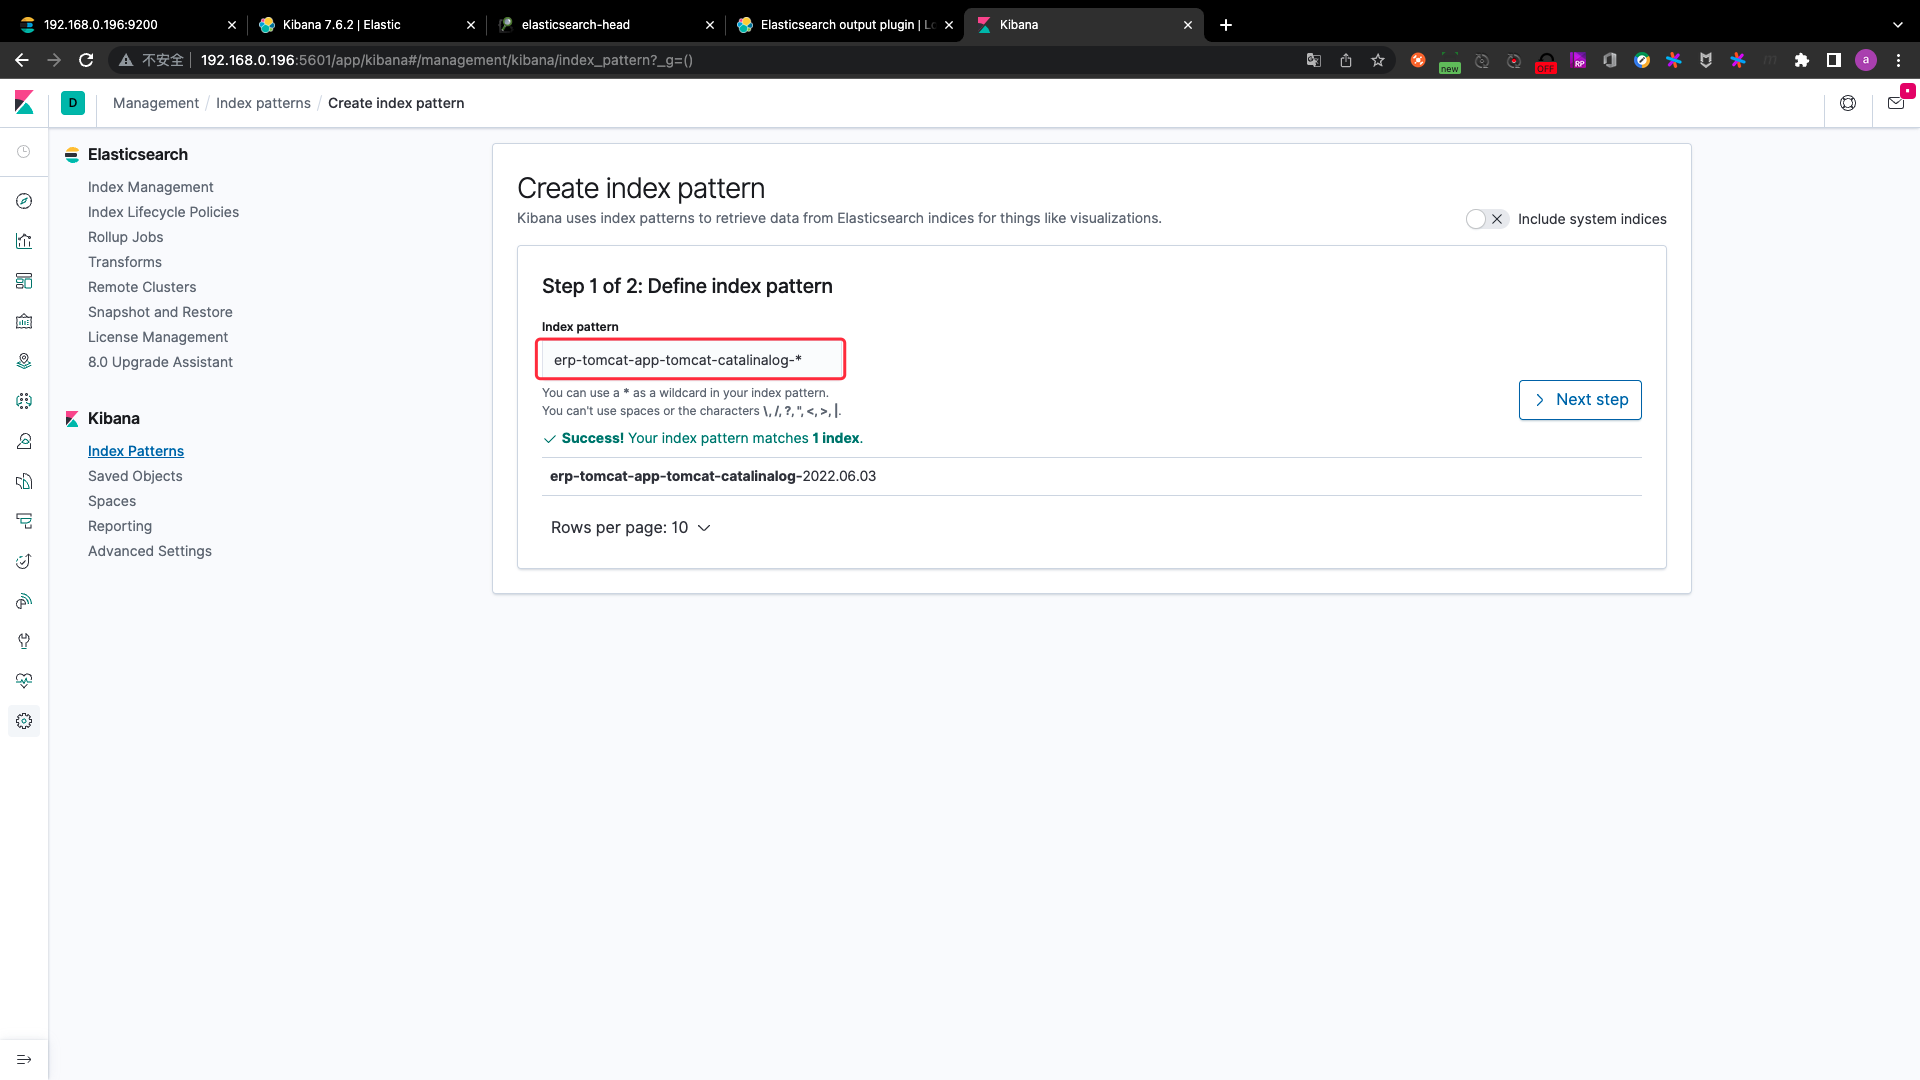 192.168.0.196:9200
Kibana 7.6.2 | Elastic
elasticsearch-head
Elasticsearch output plugin | Lo
Kibana
不安全
192.168.0.196:5601/app/kibana#/management/kibana/index_pattern?_g=()
new
OFF
RP
m
a
D
Management / Index patterns / Create index pattern
Elasticsearch
Index Management
Index Lifecycle Policies
Rollup Jobs
Transforms
Remote Clusters
Snapshot and Restore
License Management
8.0 Upgrade Assistant
Kibana
Index Patterns
Saved Objects
Spaces
Reporting
Advanced Settings
Create index pattern
Kibana uses index patterns to retrieve data from Elasticsearch indices for things like visualizations.
Include system indices
Step 1 of 2: Define index pattern
Index pattern
erp-tomcat-app-tomcat-catalinalog-*
You can use a * as a wildcard in your index pattern.
You can't use spaces or the characters \, /, ?, ", <, >, |.
Next step
Success! Your index pattern matches 1 index.
erp-tomcat-app-tomcat-catalinalog-2022.06.03
Rows per page: 10